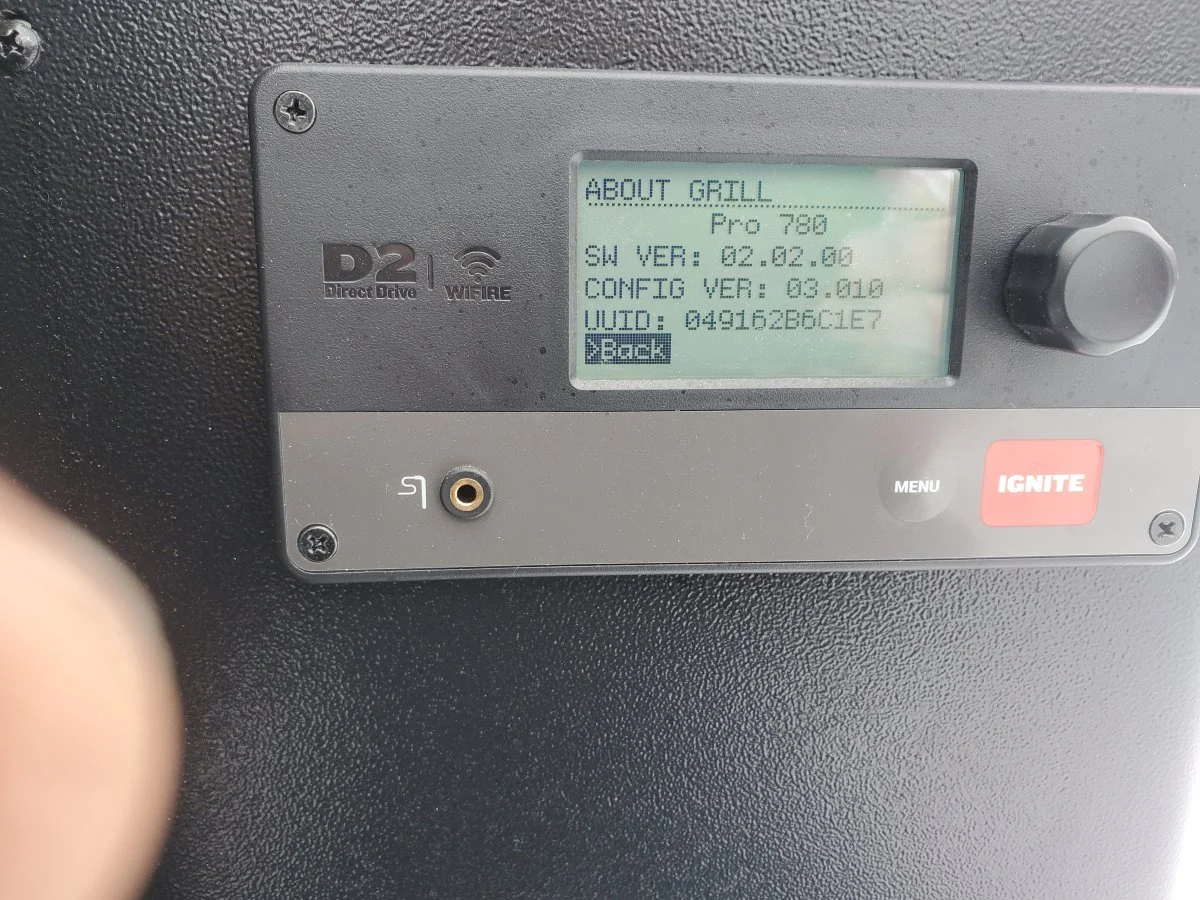 ABOUT GRILL
Pro 780
SW VER: 02.02.00
CONFIG VER: 03.010
UUID: 049162B6C1E7
>Back
D2
Direct Drive
WiFIRE
MENU
IGNITE